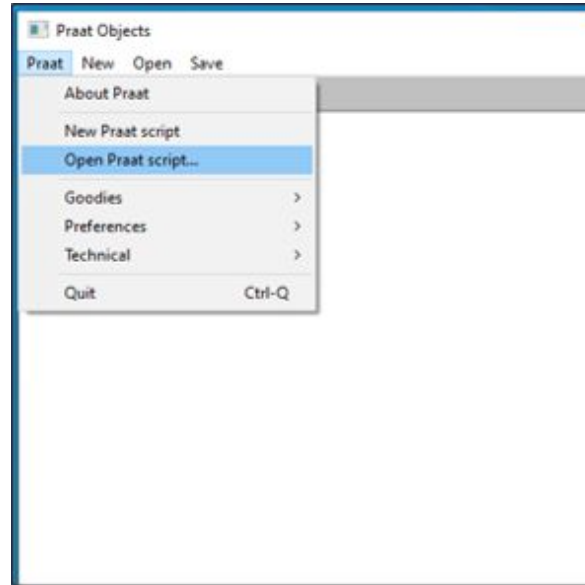 Praat Objects
Praat New Open Save
About Praat
New Praat script
Open Praat script...
Goodies >
Preferences >
Technical >
Quit Ctrl-Q